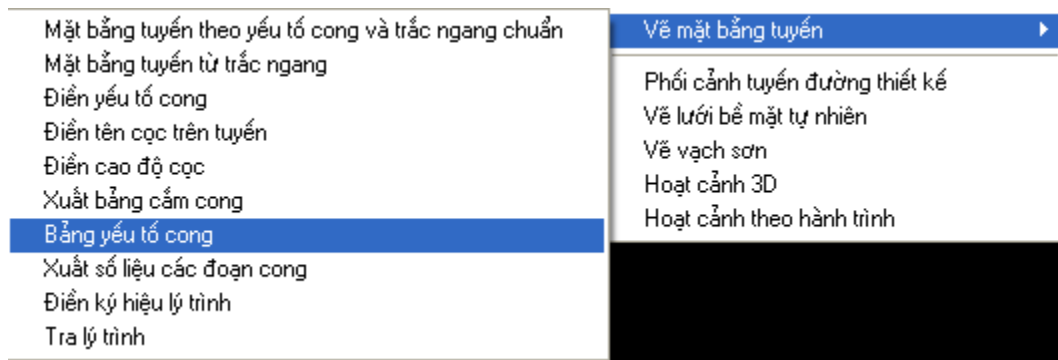 Mặt bằng tuyến theo yếu tố cong và trắc ngang chuẩn
Mặt bằng tuyến từ trắc ngang
Điền yếu tố cong
Điền tên cọc trên tuyến
Điền cao độ cọc
Xuất bảng cắm cong
Bảng yếu tố cong
Xuất số liệu các đoạn cong
Điền ký hiệu lý trình
Tra lý trình
Vẽ mặt bằng tuyến
Phối cảnh tuyến đường thiết kế
Vẽ lưới bề mặt tự nhiên
Vẽ vạch sơn
Hoạt cảnh 3D
Hoạt cảnh theo hành trình